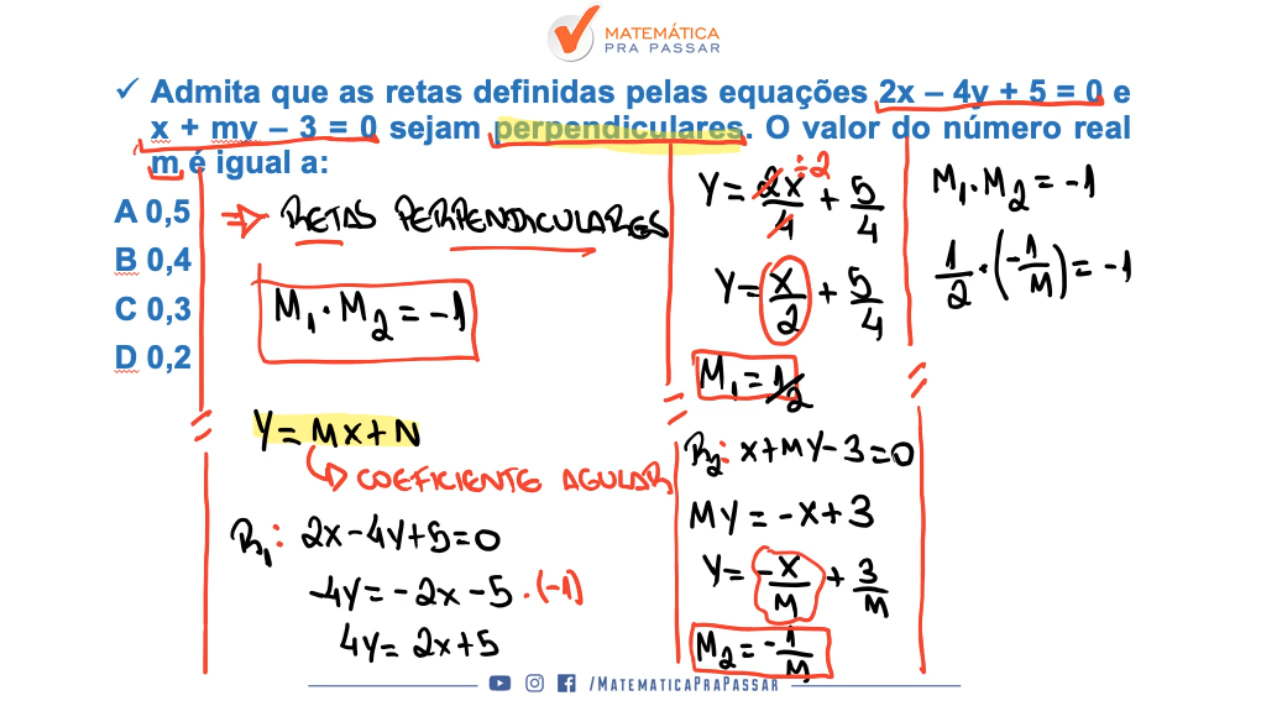 MATEMÁTICA
PRA PASSAR
✓ Admita que as retas definidas pelas equações 2x – 4y + 5 = 0 e
x + my – 3 = 0 sejam perpendiculares. O valor do número real
m é igual a:
A 0,5
B 0,4
C 0,3
D 0,2
⇒ RETAS PERPENDICULARES
M₁ · M₂ = -1
Y = MX + N
COEFICIENTE AGULAR
R₁: 2X - 4Y + 5 = 0
-4Y = -2X - 5 · (-1)
4Y = 2X + 5
Y = 2X/4 + 5/4 ÷2
Y = X/2 + 5/4
M₁ = 1/2
R₂: X + MY - 3 = 0
MY = -X + 3
Y = -X/M + 3/M
M₂ = -1/M
M₁ · M₂ = -1
1/2 · (-1/M) = -1
/MATEMATICAPRAPASSAR